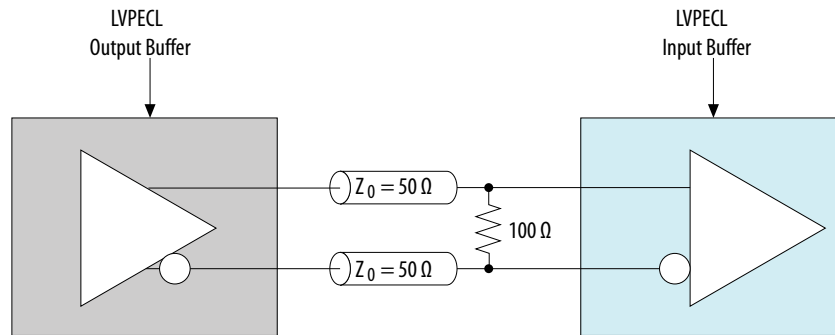 LVPECL
Output Buffer
LVPECL
Input Buffer
Z0 = 50 Ω
100 Ω
Z0 = 50 Ω